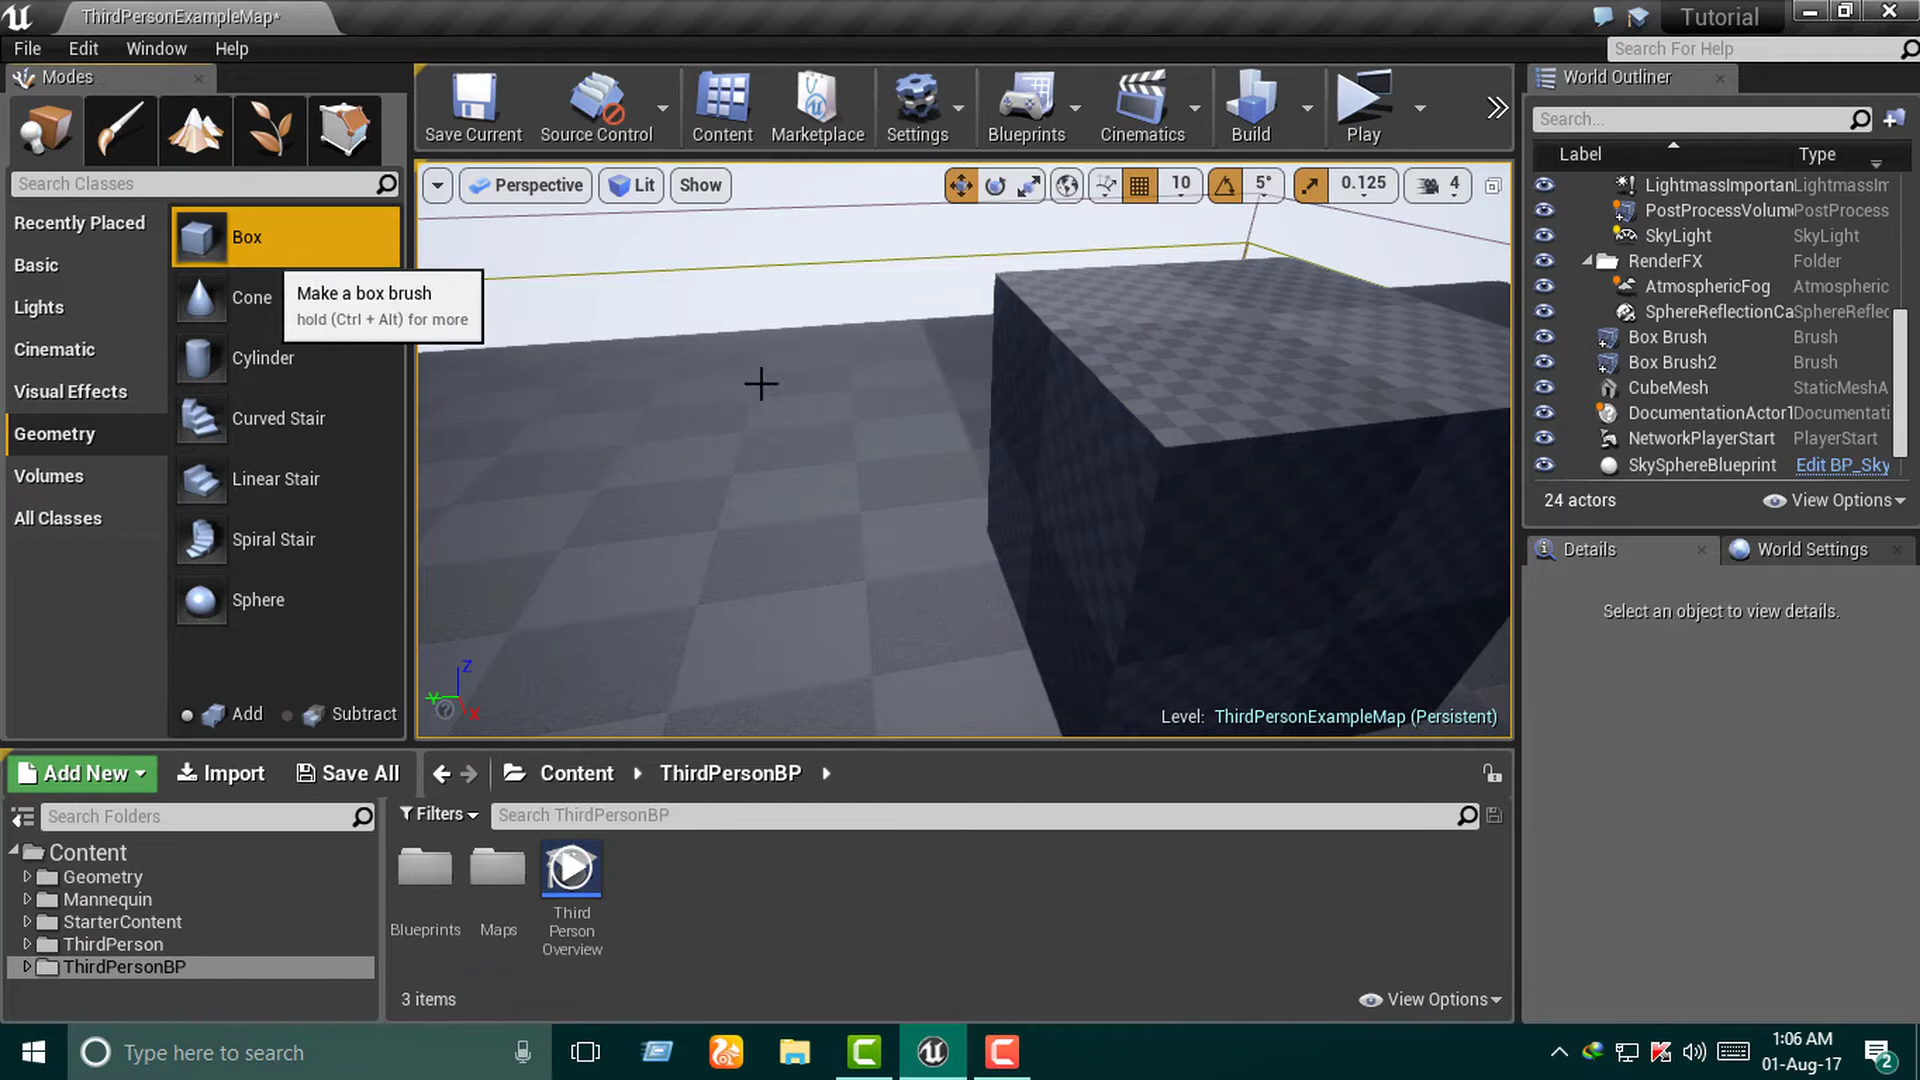 ThirdPersonExampleMap*
Tutorial
File Edit Window Help
Search For Help
Modes
Search Classes
Recently Placed
Basic
Lights
Cinematic
Visual Effects
Geometry
Volumes
All Classes
Box
Cone
Cylinder
Curved Stair
Linear Stair
Spiral Stair
Sphere
Add Subtract
Make a box brush
hold (Ctrl + Alt) for more
Save Current Source Control Content Marketplace Settings Blueprints Cinematics Build Play
Perspective Lit Show 10 5° 0.125 4
Z
Y
X
Level: ThirdPersonExampleMap (Persistent)
World Outliner
Search...
Label Type
LightmassImportan LightmassIm
PostProcessVolum PostProcess
SkyLight SkyLight
RenderFX Folder
AtmosphericFog Atmospheric
SphereReflectionCa SphereReflec
Box Brush Brush
Box Brush2 Brush
CubeMesh StaticMeshA
DocumentationActor1 Documentati
NetworkPlayerStart PlayerStart
SkySphereBlueprint Edit BP_Sky
24 actors View Options
Details World Settings
Select an object to view details.
Add New Import Save All Content ThirdPersonBP
Search Folders
Filters Search ThirdPersonBP
Content
Geometry
Mannequin
StarterContent
ThirdPerson
ThirdPersonBP
Blueprints Maps Third
Person
Overview
3 items View Options
Type here to search
1:06 AM
01-Aug-17
2